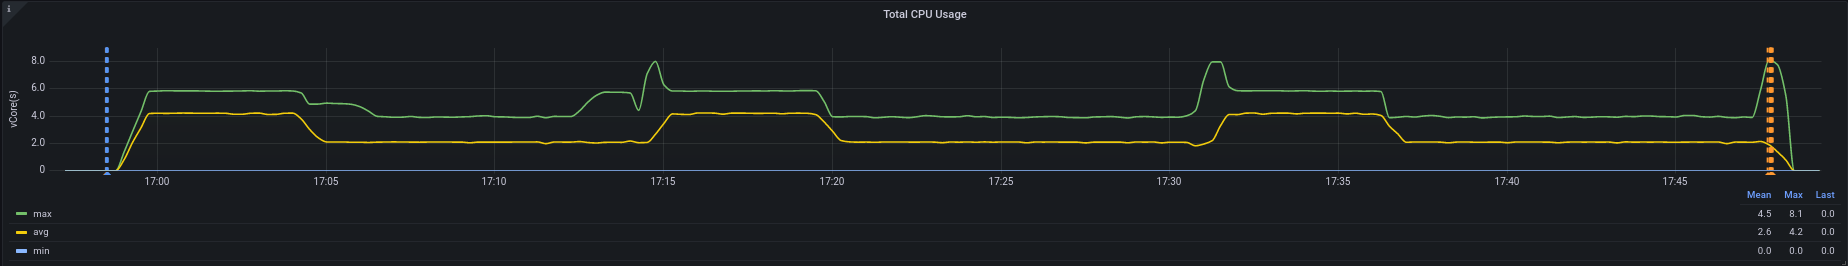 i
Total CPU Usage
8.0
6.0
4.0
2.0
0
vCore(s)
17:00 17:05 17:10 17:15 17:20 17:25 17:30 17:35 17:40 17:45
Mean Max Last
max 4.5 8.1 0.0
avg 2.6 4.2 0.0
min 0.0 0.0 0.0